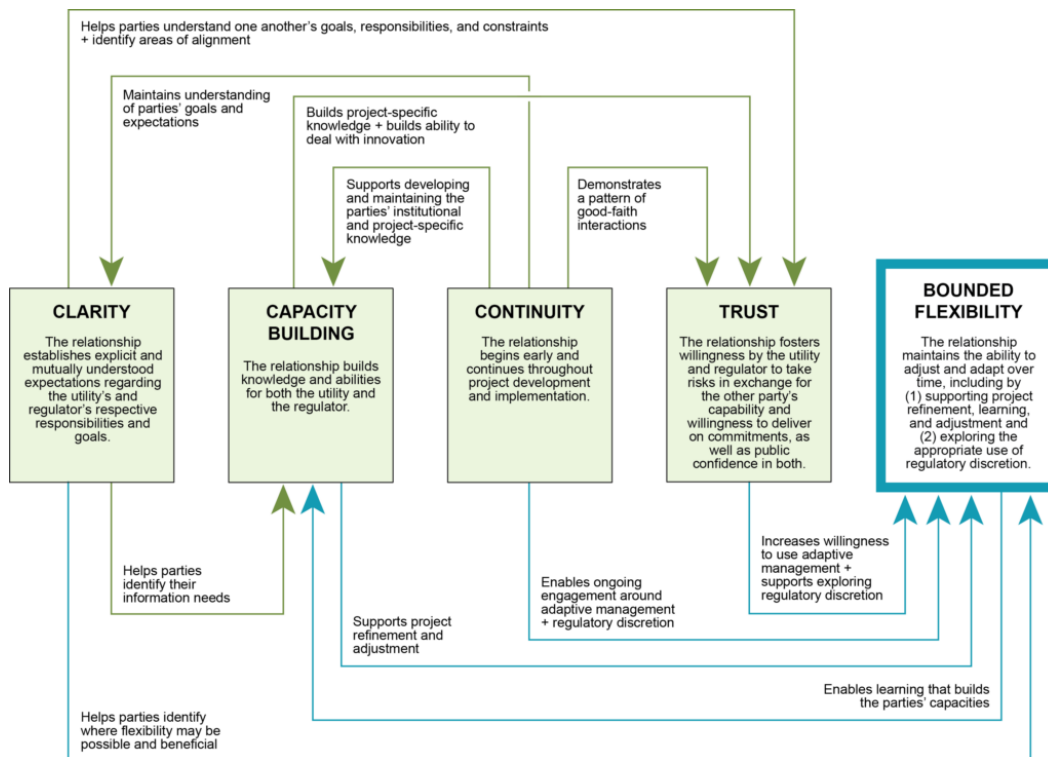 Helps parties understand one another’s goals, responsibilities, and constraints
+ identify areas of alignment
Maintains understanding
of parties’ goals and
expectations
Builds project-specific
knowledge + builds ability to
deal with innovation
Supports developing
and maintaining the
parties’ institutional
and project-specific
knowledge
Demonstrates
a pattern of
good-faith
interactions
CLARITY
The relationship
establishes explicit and
mutually understood
expectations regarding
the utility’s and
regulator’s respective
responsibilities and
goals.
CAPACITY
BUILDING
The relationship builds
knowledge and abilities
for both the utility and
the regulator.
CONTINUITY
The relationship
begins early and
continues throughout
project development
and implementation.
TRUST
The relationship fosters
willingness by the utility
and regulator to take
risks in exchange for
the other party’s
capability and
willingness to deliver
on commitments, as
well as public
confidence in both.
BOUNDED
FLEXIBILITY
The relationship
maintains the ability to
adjust and adapt over
time, including by
(1) supporting project
refinement, learning,
and adjustment and
(2) exploring the
appropriate use of
regulatory discretion.
Helps parties
identify their
information needs
Supports project
refinement and
adjustment
Enables ongoing
engagement around
adaptive management
+ regulatory discretion
Increases willingness
to use adaptive
management +
supports exploring
regulatory discretion
Enables learning that builds
the parties’ capacities
Helps parties identify
where flexibility may be
possible and beneficial